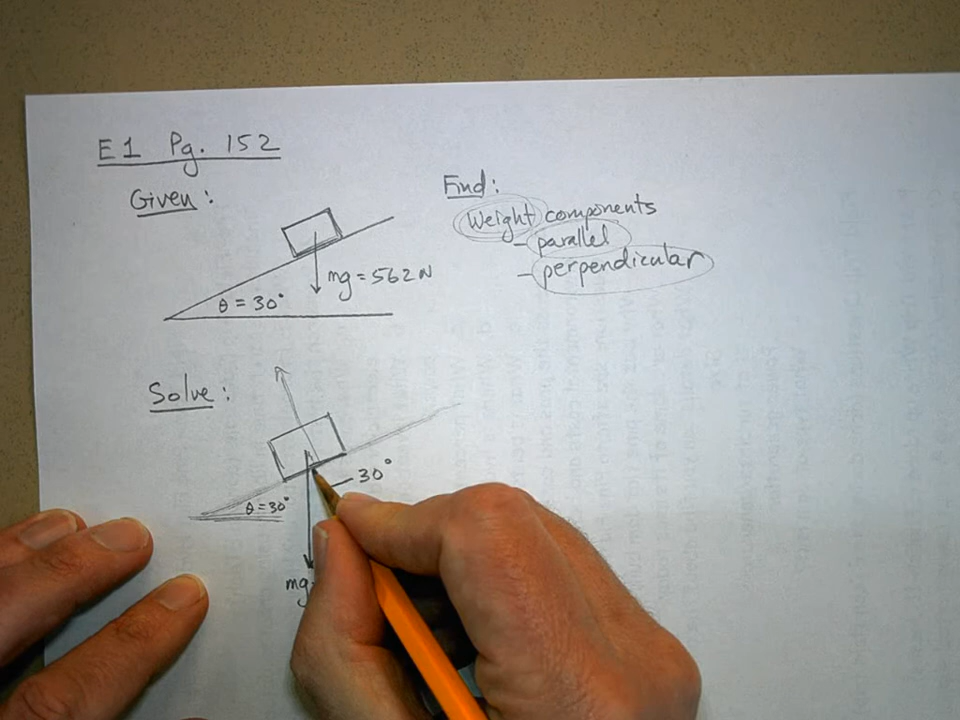 E1 Pg. 152
Given:
mg = 562 N
θ = 30°
Find:
Weight components
- parallel
- perpendicular
Solve:
30°
θ = 30°
mg